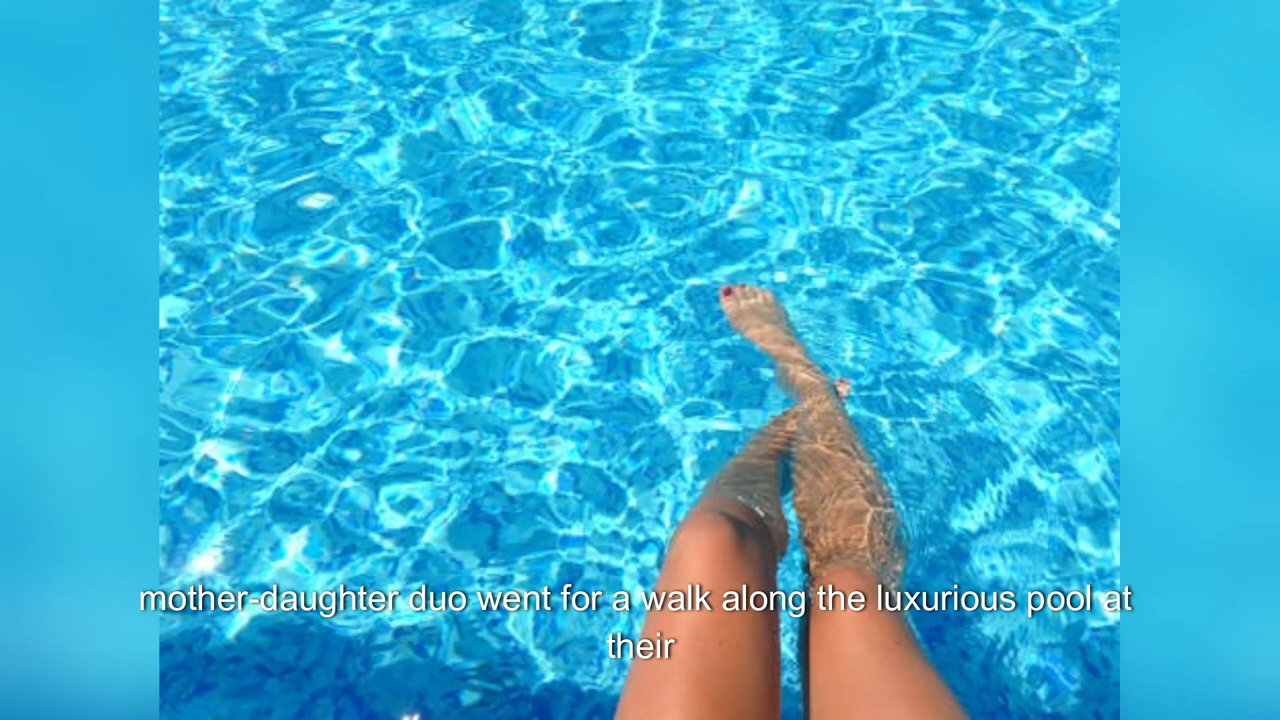 mother-daughter duo went for a walk along the luxurious pool at
their